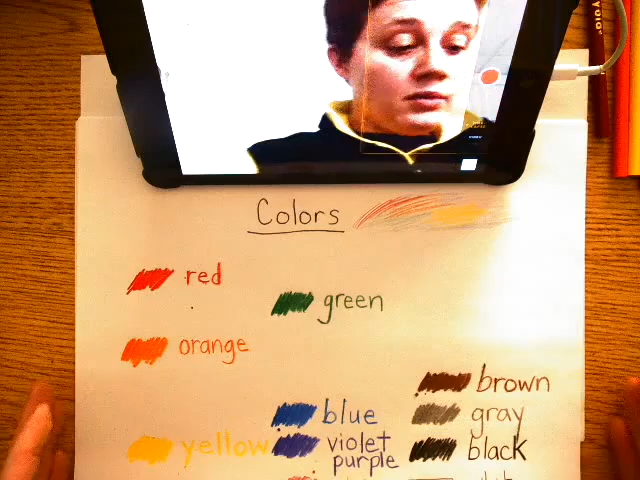 Colors
red
green
orange
brown
blue
gray
yellow
violet
purple
black